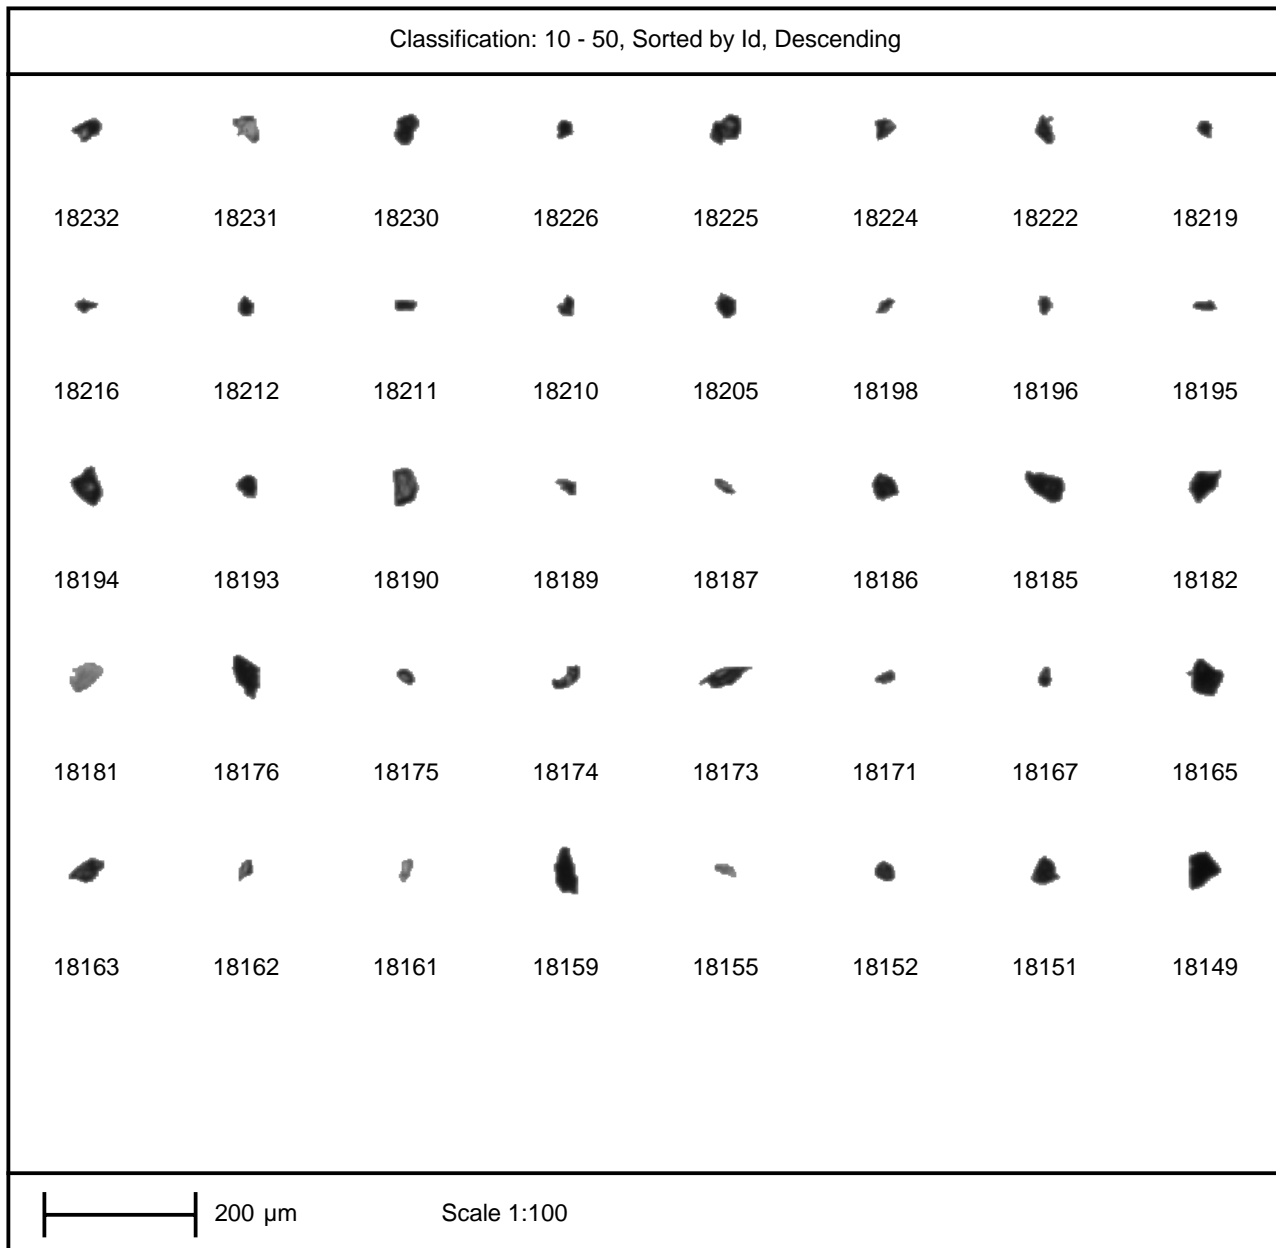 Classification: 10 - 50, Sorted by Id, Descending
18232 18231 18230 18226 18225 18224 18222 18219
18216 18212 18211 18210 18205 18198 18196 18195
18194 18193 18190 18189 18187 18186 18185 18182
18181 18176 18175 18174 18173 18171 18167 18165
18163 18162 18161 18159 18155 18152 18151 18149
200 µm Scale 1:100